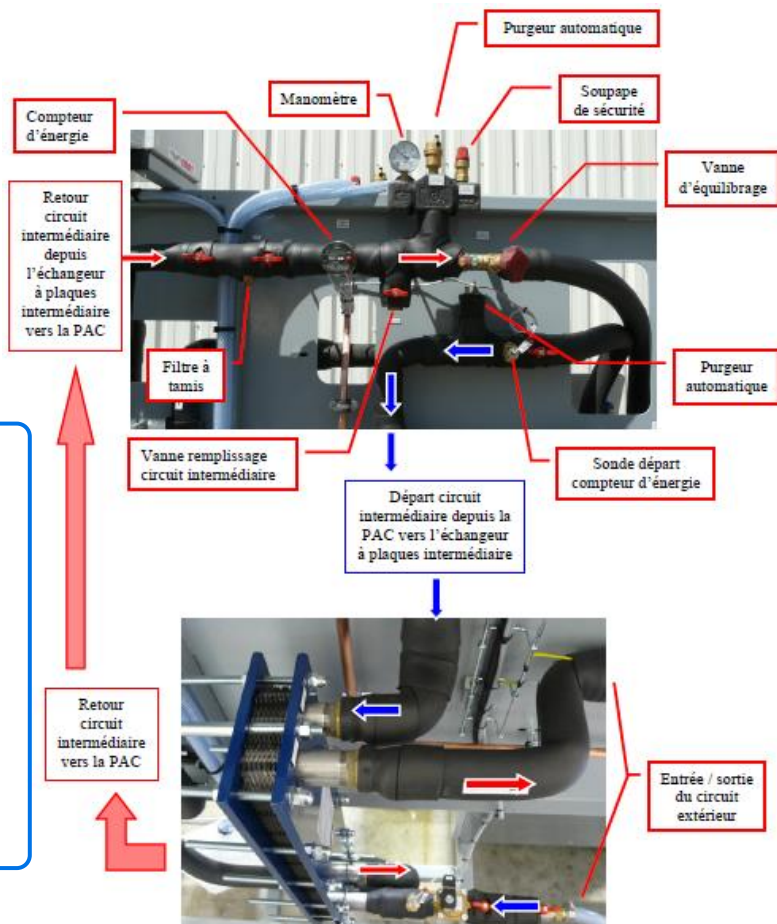 Purgeur automatique
Manomètre
Soupape
de sécurité
Compteur
d'énergie
Vanne
d'équilibrage
Retour
circuit
intermédiaire
depuis
l'échangeur
à plaques
intermédiaire
vers la PAC
Filtre à
tamis
Purgeur
automatique
Vanne remplissage
circuit intermédiaire
Sonde départ
compteur d'énergie
Départ circuit
intermédiaire depuis la
PAC vers l'échangeur
à plaques intermédiaire
Retour
circuit
intermédiaire
vers la PAC
Entrée / sortie
du circuit
extérieur